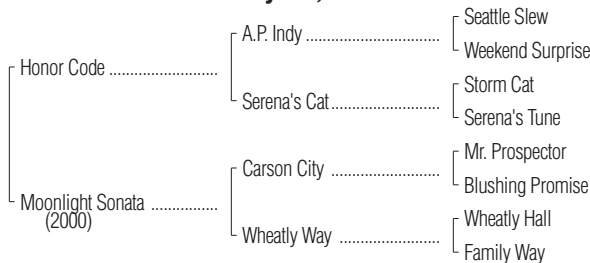 Seattle Slew
A.P. Indy ..............................
Weekend Surprise
Honor Code ........................
Storm Cat
Serena's Cat.........................
Serena's Tune
Mr. Prospector
Carson City .........................
Blushing Promise
Moonlight Sonata ...............
(2000)
Wheatly Hall
Wheatly Way .......................
Family Way